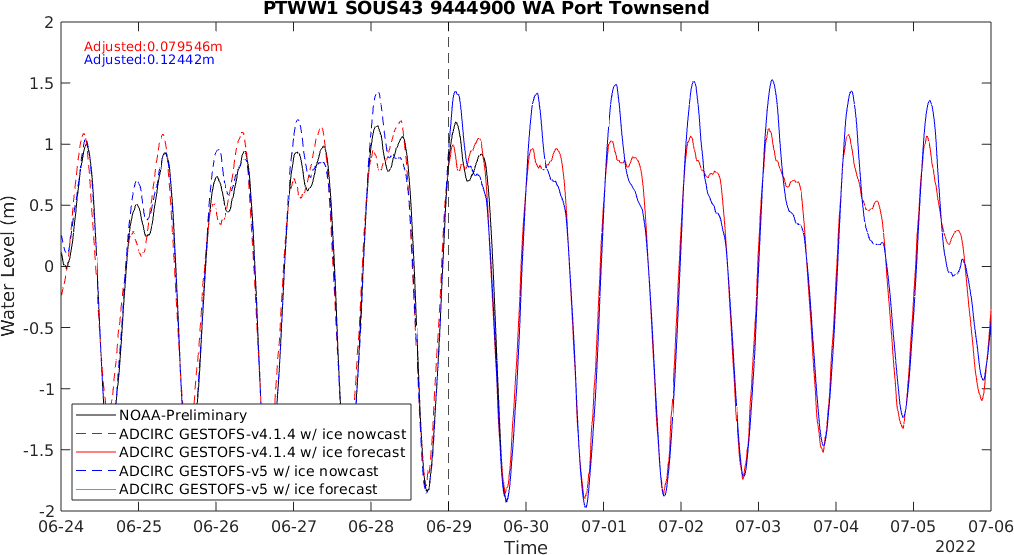 PTWW1 SOUS43 9444900 WA Port Townsend
Adjusted:0.079546m
Adjusted:0.12442m
Water Level (m)
2
1.5
1
0.5
0
-0.5
-1
-1.5
-2
NOAA-Preliminary
ADCIRC GESTOFS-v4.1.4 w/ ice nowcast
ADCIRC GESTOFS-v4.1.4 w/ ice forecast
ADCIRC GESTOFS-v5 w/ ice nowcast
ADCIRC GESTOFS-v5 w/ ice forecast
06-24 06-25 06-26 06-27 06-28 06-29 06-30 07-01 07-02 07-03 07-04 07-05 07-06
Time
2022